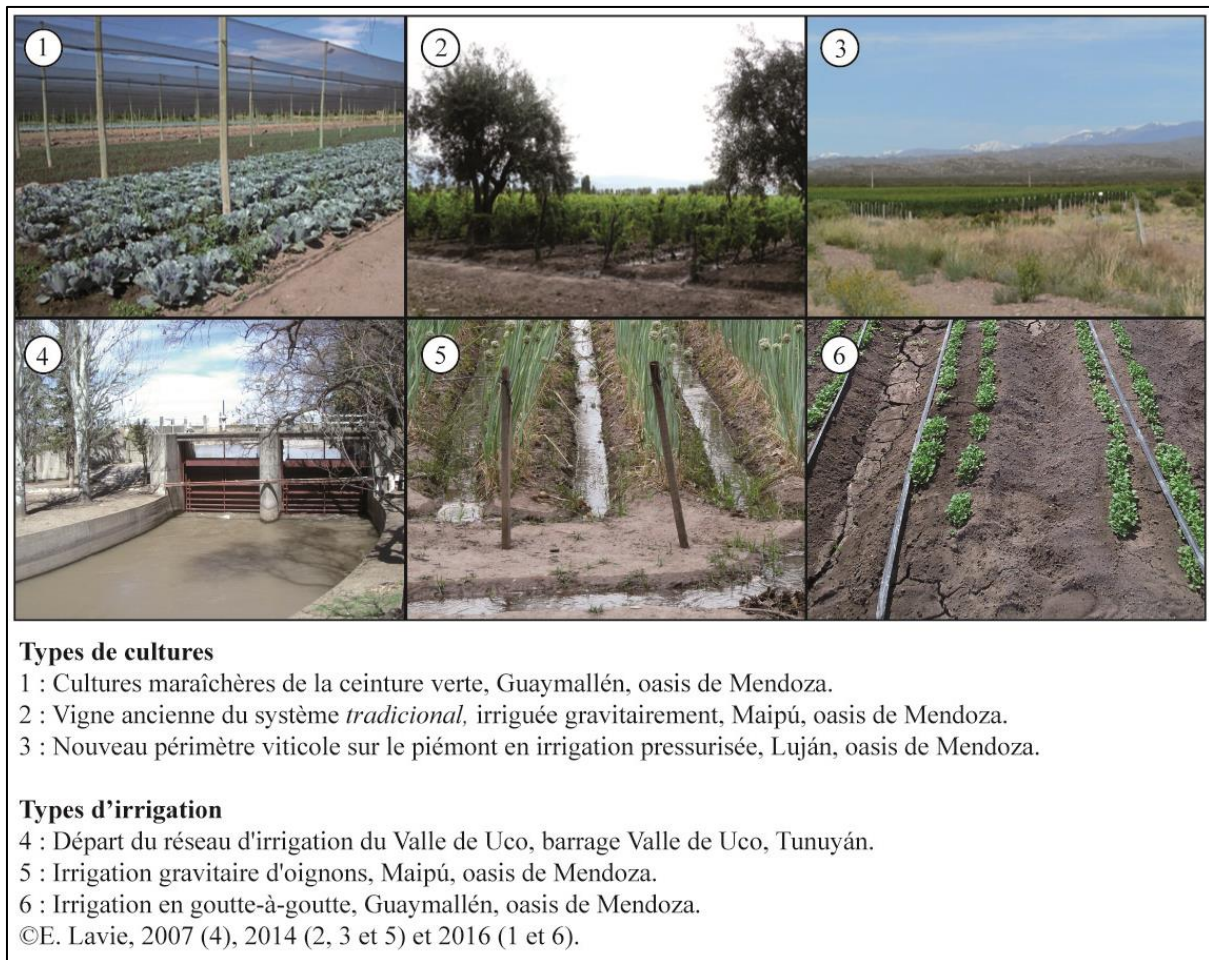 1
2
3
4
5
6
Types de cultures
1 : Cultures maraîchères de la ceinture verte, Guaymallén, oasis de Mendoza.
2 : Vigne ancienne du système tradicional, irriguée gravitairement, Maipú, oasis de Mendoza.
3 : Nouveau périmètre viticole sur le piémont en irrigation pressurisée, Luján, oasis de Mendoza.
Types d’irrigation
4 : Départ du réseau d'irrigation du Valle de Uco, barrage Valle de Uco, Tunuyán.
5 : Irrigation gravitaire d'oignons, Maipú, oasis de Mendoza.
6 : Irrigation en goutte-à-goutte, Guaymallén, oasis de Mendoza.
©E. Lavie, 2007 (4), 2014 (2, 3 et 5) et 2016 (1 et 6).